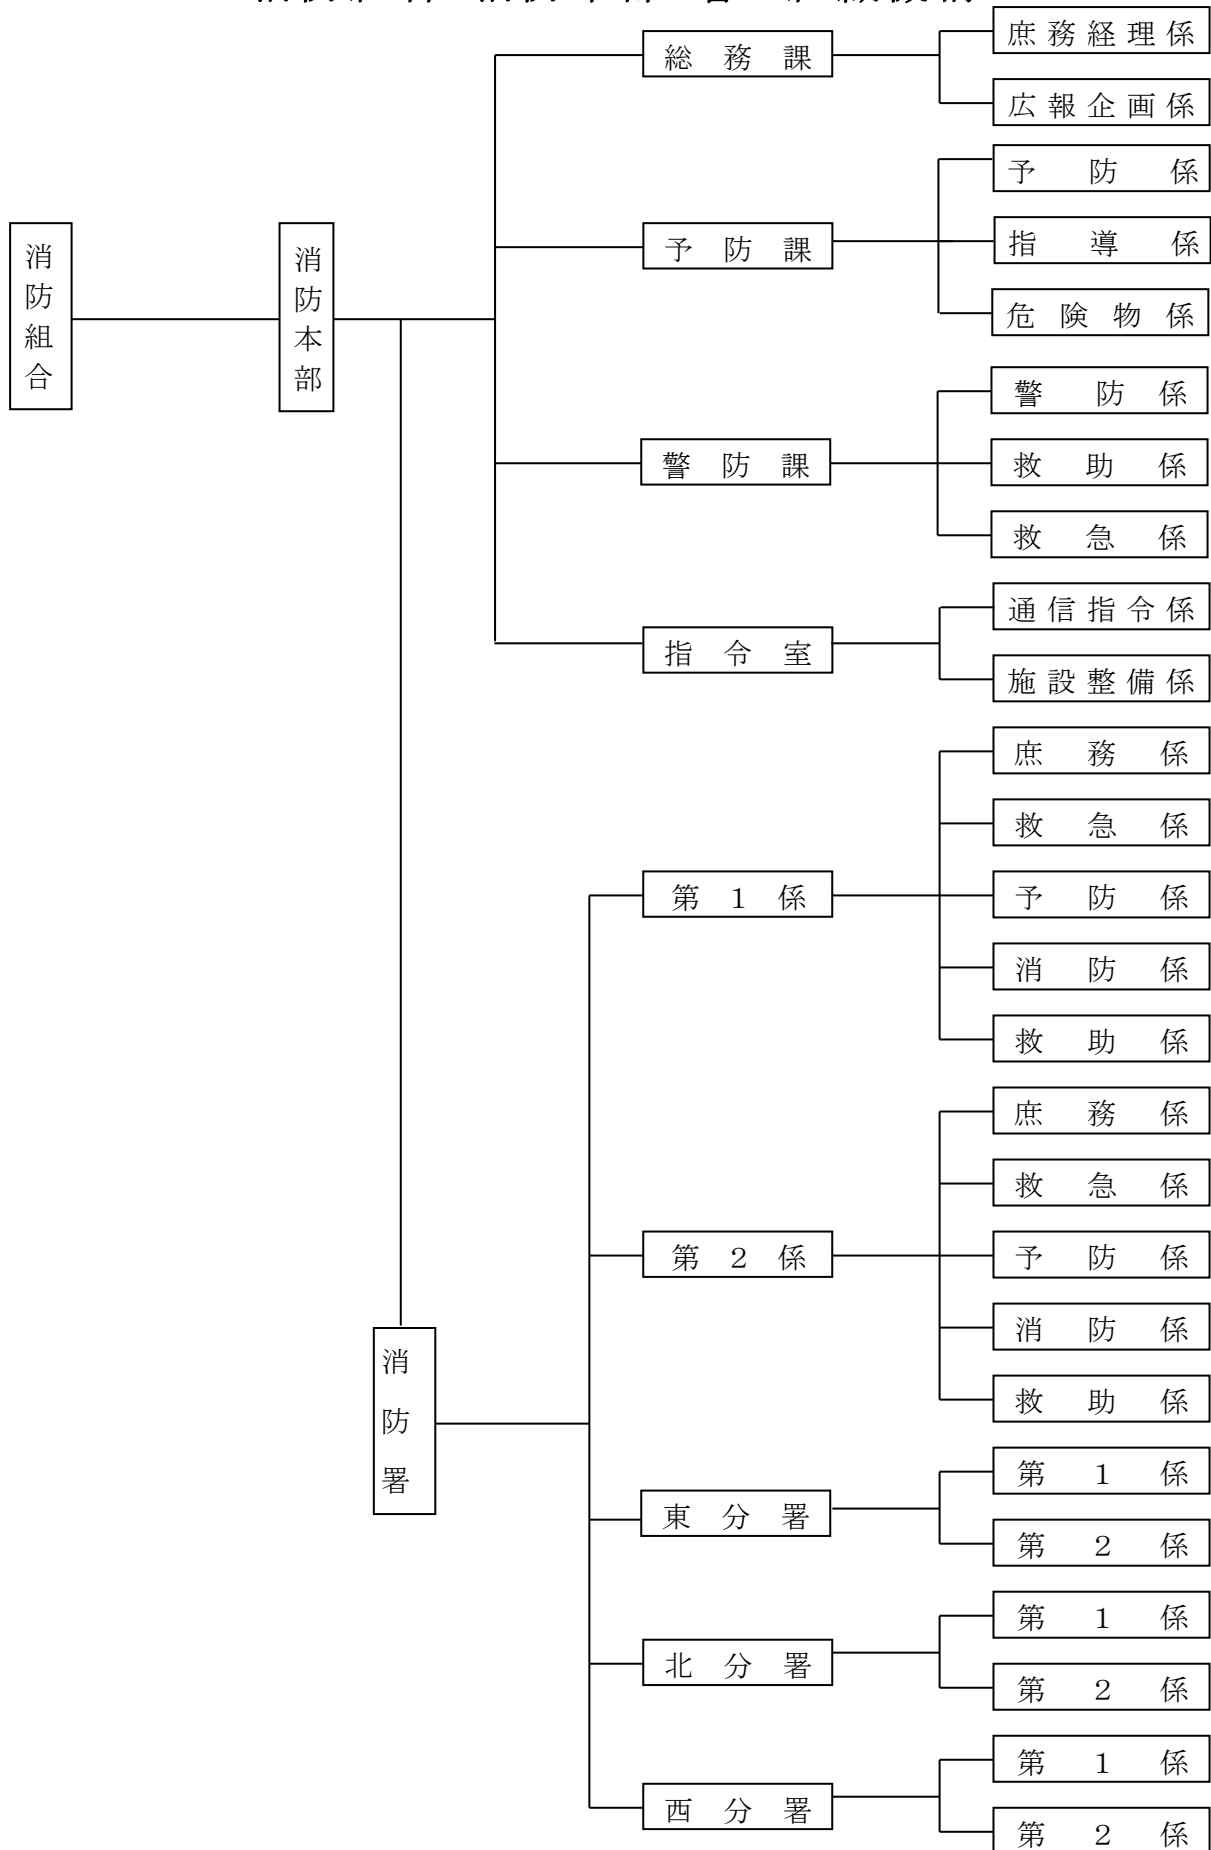 消防組合
消防本部
総務課
庶務経理係
広報企画係
予防課
予防係
指導係
危険物係
警防課
警防係
救助係
救急係
指令室
通信指令係
施設整備係
消防署
第1係
庶務係
救急係
予防係
消防係
救助係
第2係
庶務係
救急係
予防係
消防係
救助係
東分署
第1係
第2係
北分署
第1係
第2係
西分署
第1係
第2係